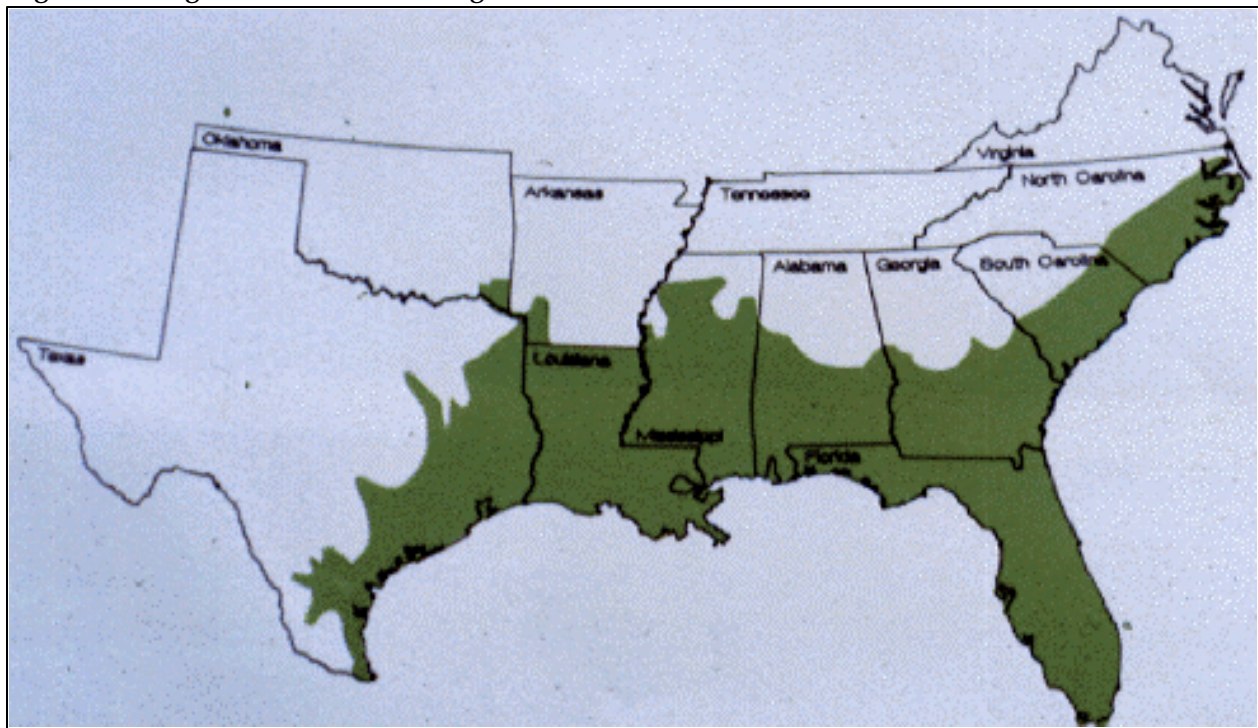 Oklahoma
Arkansas
Tennessee
Virginia
North Carolina
Alabama
Georgia
South Carolina
Texas
Louisiana
Mississippi
Florida